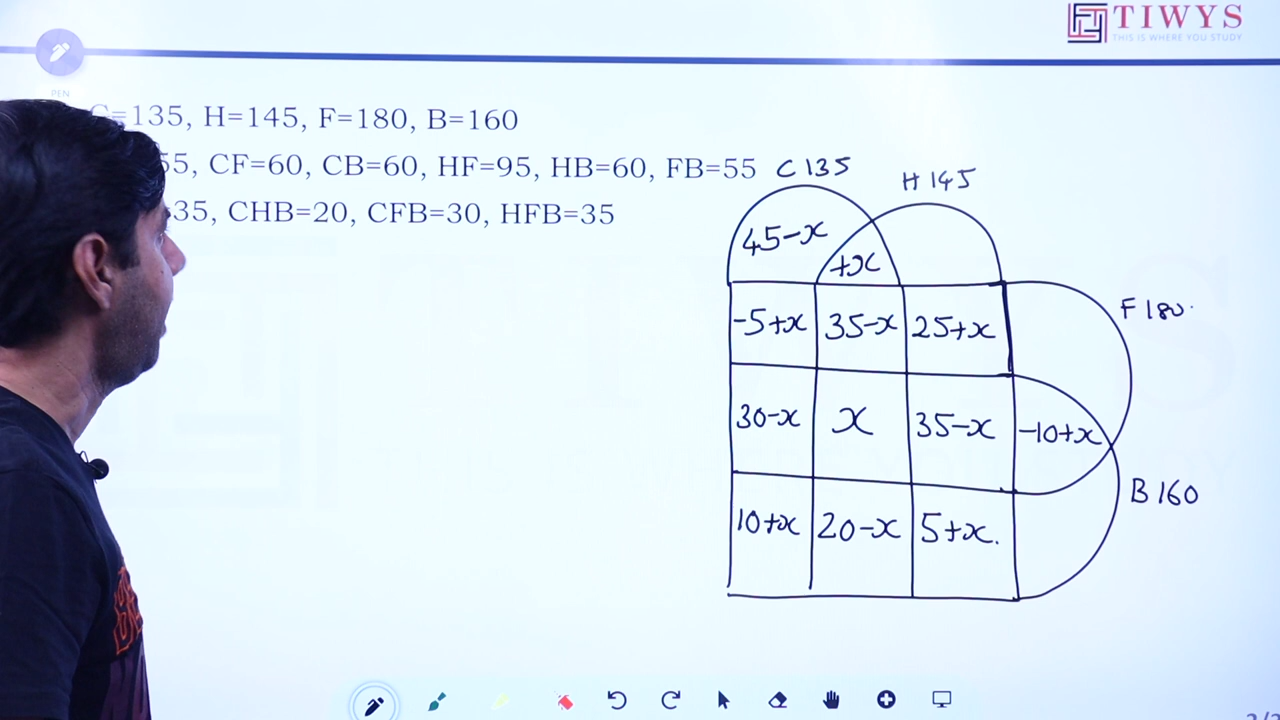 TIWYS
THIS IS WHERE YOU STUDY
PEN
=135, H=145, F=180, B=160
55, CF=60, CB=60, HF=95, HB=60, FB=55
35, CHB=20, CFB=30, HFB=35
C 135
H 145
45-x
+x
-5+x 35-x 25+x
F 180
30-x x 35-x -10+x
B 160
10+x 20-x 5+x.